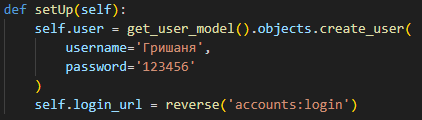 def setUp(self):
    self.user = get_user_model().objects.create_user(
        username='Гришаня',
        password='123456'
    )
    self.login_url = reverse('accounts:login')